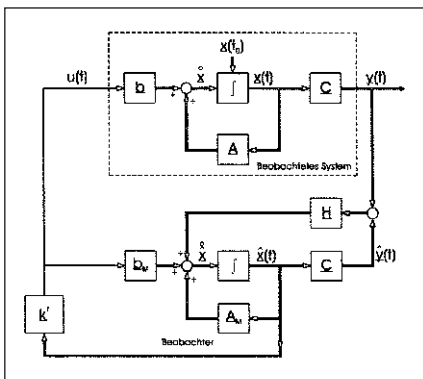 x(t₀)
u(t) b ẋ ∫ x(t) C y(t)
+ +
A
Beobachtetes System
H
b_M x̂̇ ∫ x̂(t) C ŷ(t)
+ + +
k' A_M
Beobachter